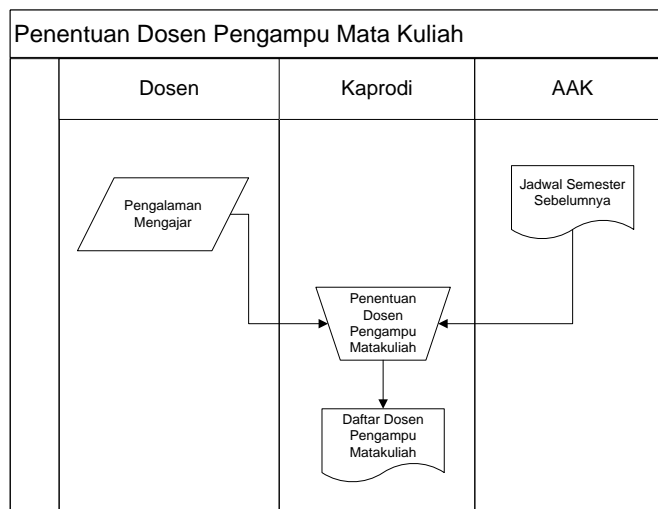 Penentuan Dosen Pengampu Mata Kuliah
Dosen
Kaprodi
AAK
Pengalaman
Mengajar
Jadwal Semester
Sebelumnya
Penentuan
Dosen
Pengampu
Matakuliah
Daftar Dosen
Pengampu
Matakuliah